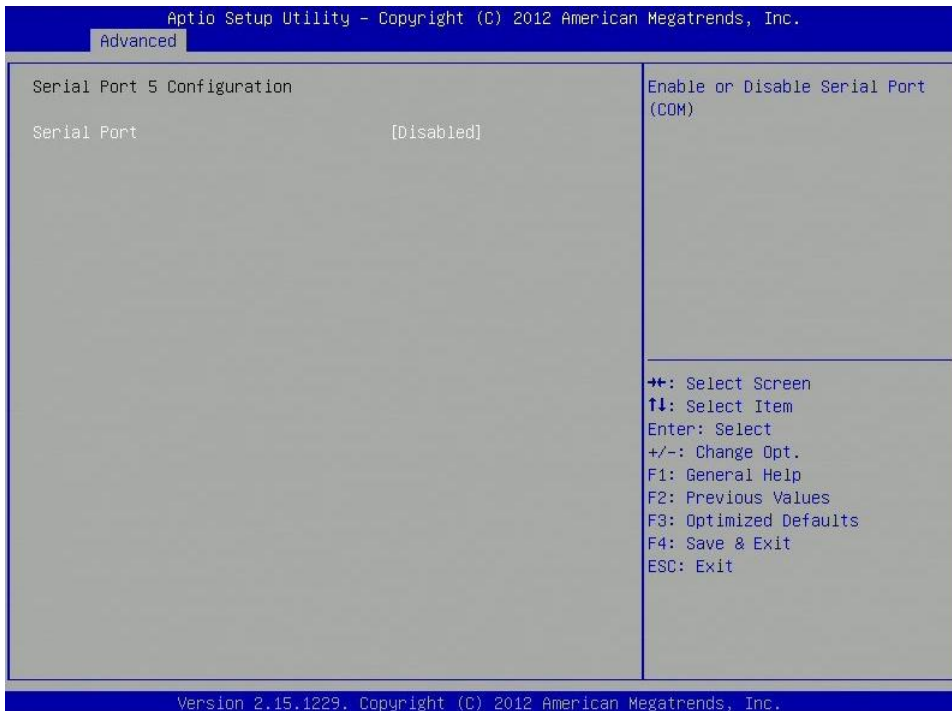 Aptio Setup Utility – Copyright (C) 2012 American Megatrends, Inc.
Advanced
Serial Port 5 Configuration
Serial Port [Disabled]
Enable or Disable Serial Port
(COM)
→←: Select Screen
↑↓: Select Item
Enter: Select
+/-: Change Opt.
F1: General Help
F2: Previous Values
F3: Optimized Defaults
F4: Save & Exit
ESC: Exit
Version 2.15.1229. Copyright (C) 2012 American Megatrends, Inc.